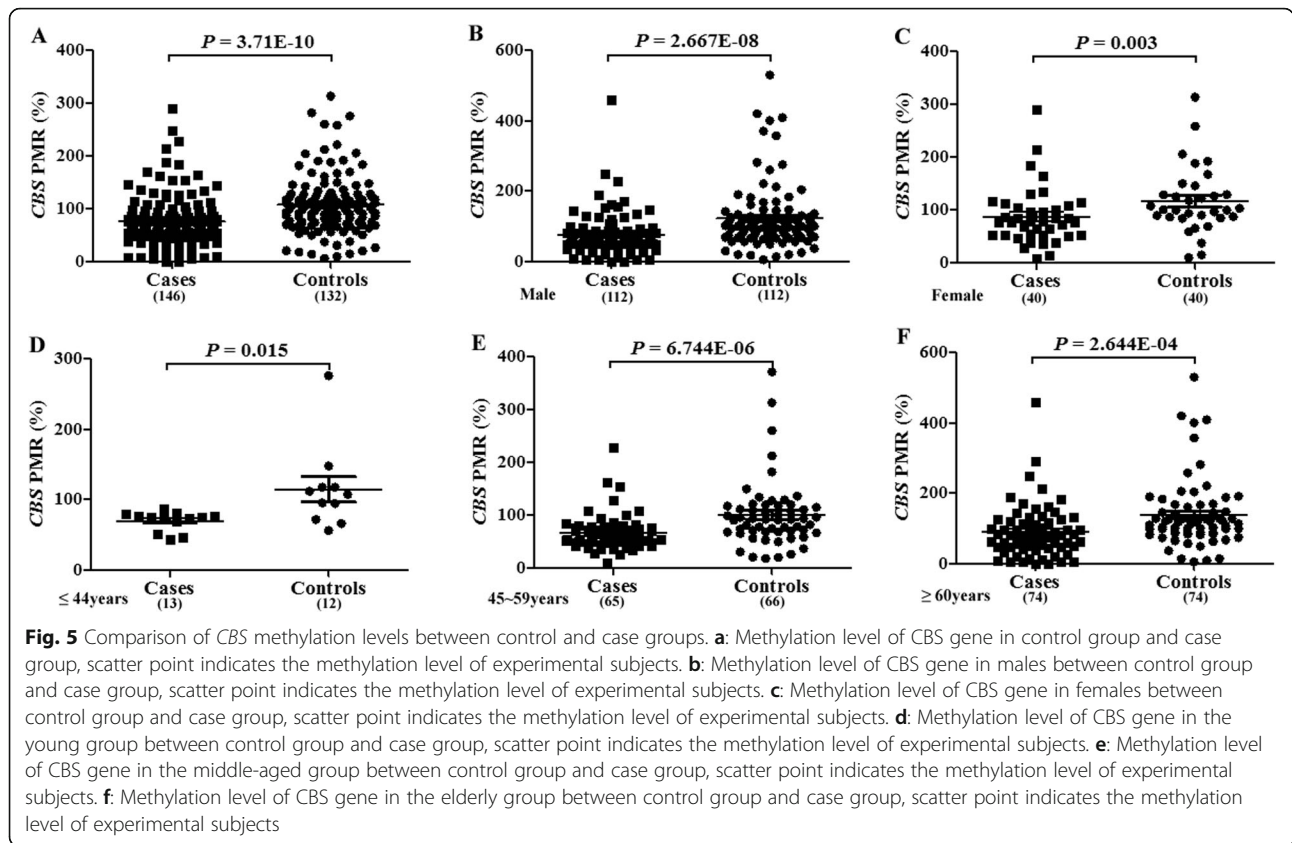 A
P = 3.71E-10
CBS PMR (%)
400
300
200
100
0
Cases
(146)
Controls
(132)
B
P = 2.667E-08
CBS PMR (%)
600
400
200
0
Male
Cases
(112)
Controls
(112)
C
P = 0.003
CBS PMR (%)
400
300
200
100
0
Female
Cases
(40)
Controls
(40)
D
P = 0.015
CBS PMR (%)
300
200
100
0
≤ 44years
Cases
(13)
Controls
(12)
E
P = 6.744E-06
CBS PMR (%)
400
300
200
100
0
45~59years
Cases
(65)
Controls
(66)
F
P = 2.644E-04
CBS PMR (%)
600
400
200
0
≥ 60years
Cases
(74)
Controls
(74)
Fig. 5 Comparison of CBS methylation levels between control and case groups. a: Methylation level of CBS gene in control group and case
group, scatter point indicates the methylation level of experimental subjects. b: Methylation level of CBS gene in males between control group
and case group, scatter point indicates the methylation level of experimental subjects. c: Methylation level of CBS gene in females between
control group and case group, scatter point indicates the methylation level of experimental subjects. d: Methylation level of CBS gene in the
young group between control group and case group, scatter point indicates the methylation level of experimental subjects. e: Methylation level
of CBS gene in the middle-aged group between control group and case group, scatter point indicates the methylation level of experimental
subjects. f: Methylation level of CBS gene in the elderly group between control group and case group, scatter point indicates the methylation
level of experimental subjects